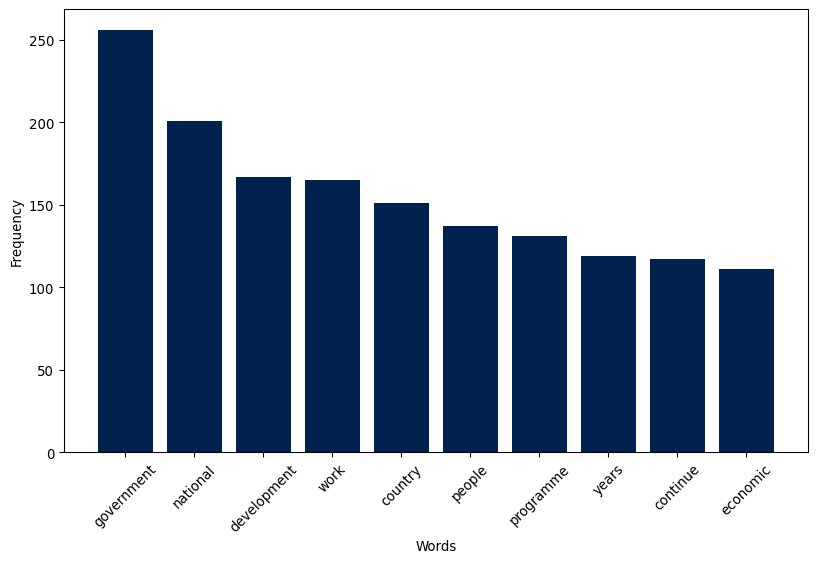 250
200
150
100
50
0
Frequency
government
national
development
work
country
people
programme
years
continue
economic
Words